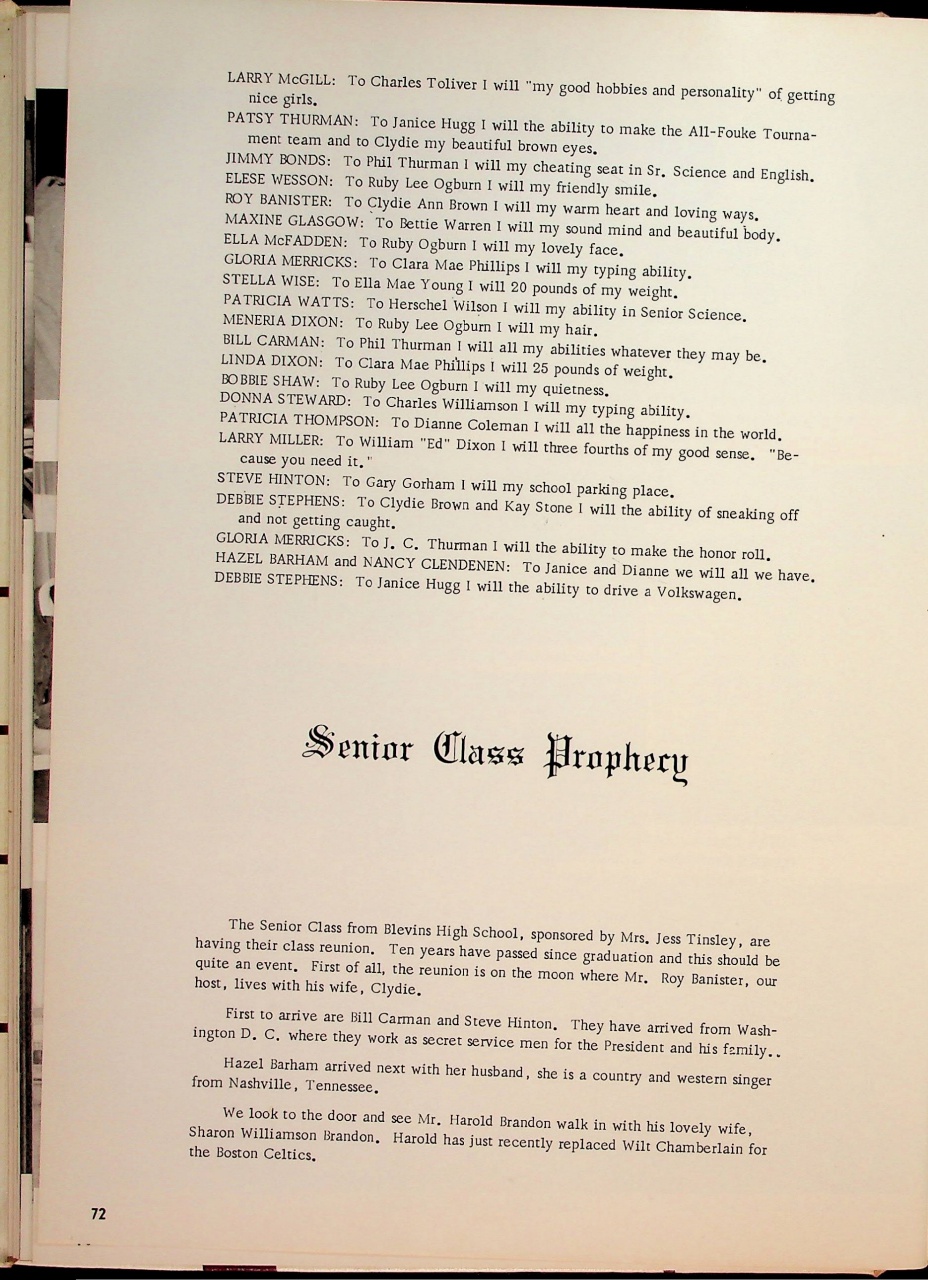 LARRY McGILL: To Charles Toliver I will "my good hobbies and personality" of getting
nice girls.
PATSY THURMAN: To Janice Hugg I will the ability to make the All-Fouke Tourna-
ment team and to Clydie my beautiful brown eyes.
JIMMY BONDS: To Phil Thurman I will my cheating seat in Sr. Science and English.
ELESE WESSON: To Ruby Lee Ogburn I will my friendly smile.
ROY BANISTER: To Clydie Ann Brown I will my warm heart and loving ways.
MAXINE GLASGOW: To Bettie Warren I will my sound mind and beautiful body.
ELLA McFADDEN: To Ruby Ogburn I will my lovely face.
GLORIA MERRICKS: To Clara Mae Phillips I will my typing ability.
STELLA WISE: To Ella Mae Young I will 20 pounds of my weight.
PATRICIA WATTS: To Herschel Wilson I will my ability in Senior Science.
MENERIA DIXON: To Ruby Lee Ogburn I will my hair.
BILL CARMAN: To Phil Thurman I will all my abilities whatever they may be.
LINDA DIXON: To Clara Mae Phillips I will 25 pounds of weight.
BOBBIE SHAW: To Ruby Lee Ogburn I will my quietness.
DONNA STEWARD: To Charles Williamson I will my typing ability.
PATRICIA THOMPSON: To Dianne Coleman I will all the happiness in the world.
LARRY MILLER: To William "Ed" Dixon I will three fourths of my good sense. "Be-
cause you need it."
STEVE HINTON: To Gary Gorham I will my school parking place.
DEBBIE STEPHENS: To Clydie Brown and Kay Stone I will the ability of sneaking off
and not getting caught.
GLORIA MERRICKS: To J. C. Thurman I will the ability to make the honor roll.
HAZEL BARHAM and NANCY CLENDENEN: To Janice and Dianne we will all we have.
DEBBIE STEPHENS: To Janice Hugg I will the ability to drive a Volkswagen.
Senior Class Prophecy
The Senior Class from Blevins High School, sponsored by Mrs. Jess Tinsley, are
having their class reunion. Ten years have passed since graduation and this should be
quite an event. First of all, the reunion is on the moon where Mr. Roy Banister, our
host, lives with his wife, Clydie.
First to arrive are Bill Carman and Steve Hinton. They have arrived from Wash-
ington D. C. where they work as secret service men for the President and his family..
Hazel Barham arrived next with her husband, she is a country and western singer
from Nashville, Tennessee.
We look to the door and see Mr. Harold Brandon walk in with his lovely wife,
Sharon Williamson Brandon. Harold has just recently replaced Wilt Chamberlain for
the Boston Celtics.
72